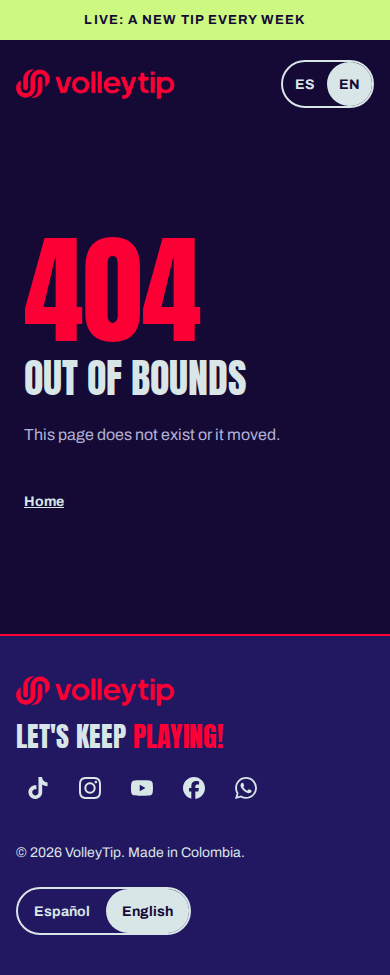 LIVE: A NEW TIP EVERY WEEK
volleytip
ES EN
404
OUT OF BOUNDS
This page does not exist or it moved.
Home
volleytip
LET'S KEEP PLAYING!
© 2026 VolleyTip. Made in Colombia.
Español English